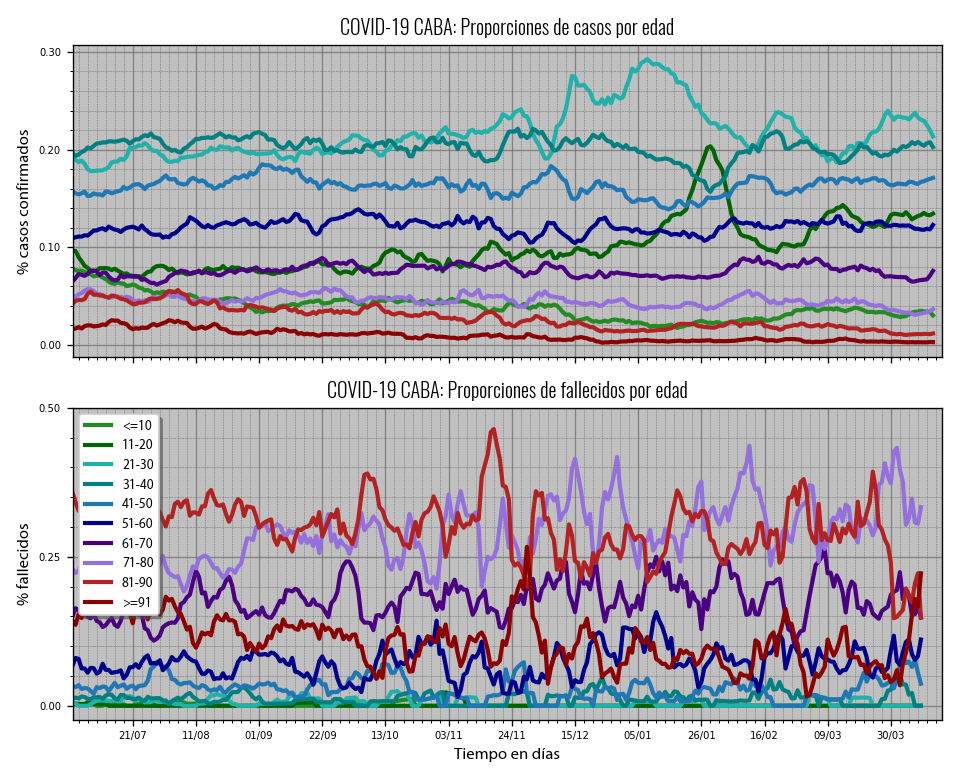 COVID-19 CABA: Proporciones de casos por edad
% casos confirmados
0.30
0.20
0.10
0.00
COVID-19 CABA: Proporciones de fallecidos por edad
% fallecidos
0.50
0.25
0.00
<=10
11-20
21-30
31-40
41-50
51-60
61-70
71-80
81-90
>=91
21/07 11/08 01/09 22/09 13/10 03/11 24/11 15/12 05/01 26/01 16/02 09/03 30/03
Tiempo en días